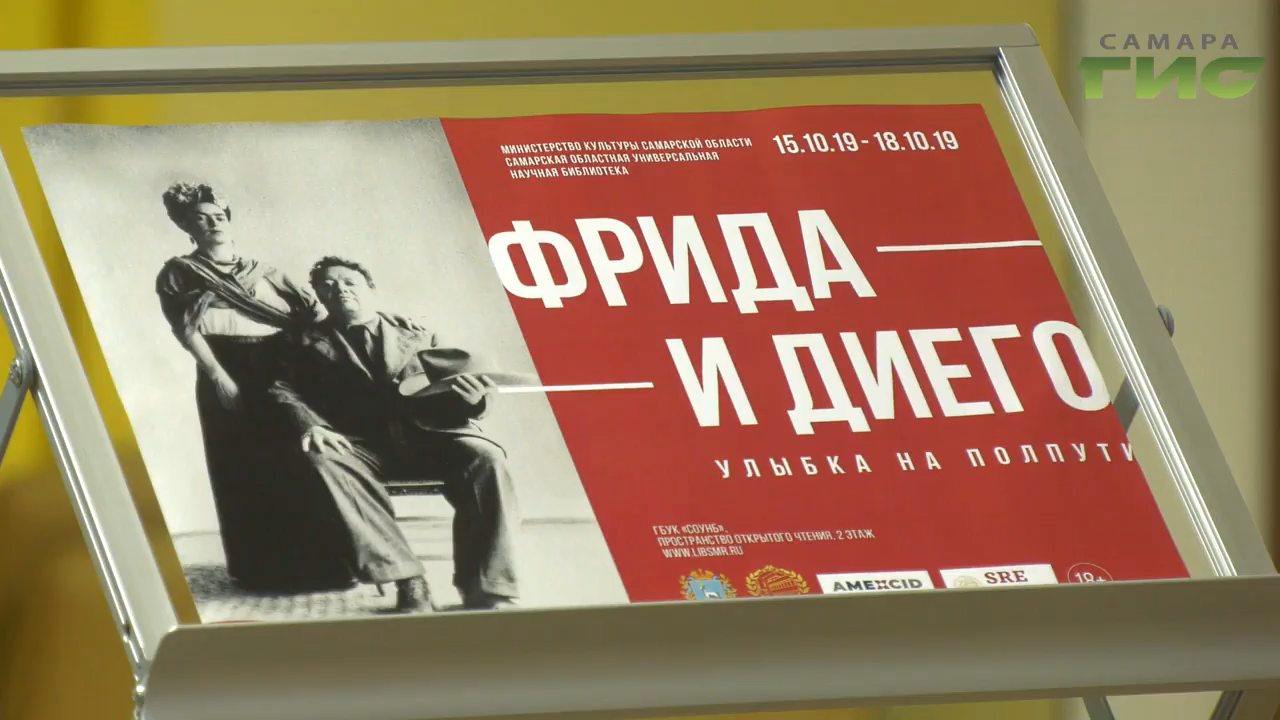 САМАРА
ГИС
МИНИСТЕРСТВО КУЛЬТУРЫ САМАРСКОЙ ОБЛАСТИ
САМАРСКАЯ ОБЛАСТНАЯ УНИВЕРСАЛЬНАЯ
НАУЧНАЯ БИБЛИОТЕКА
15.10.19 - 18.10.19
ФРИДА
И ДИЕГО
УЛЫБКА НА ПОЛПУТИ
ГБУК «СОУНБ»,
ПРОСТРАНСТВО ОТКРЫТОГО ЧТЕНИЯ, 2 ЭТАЖ
WWW.LIBSMR.RU
AMEXCID
SRE
18+